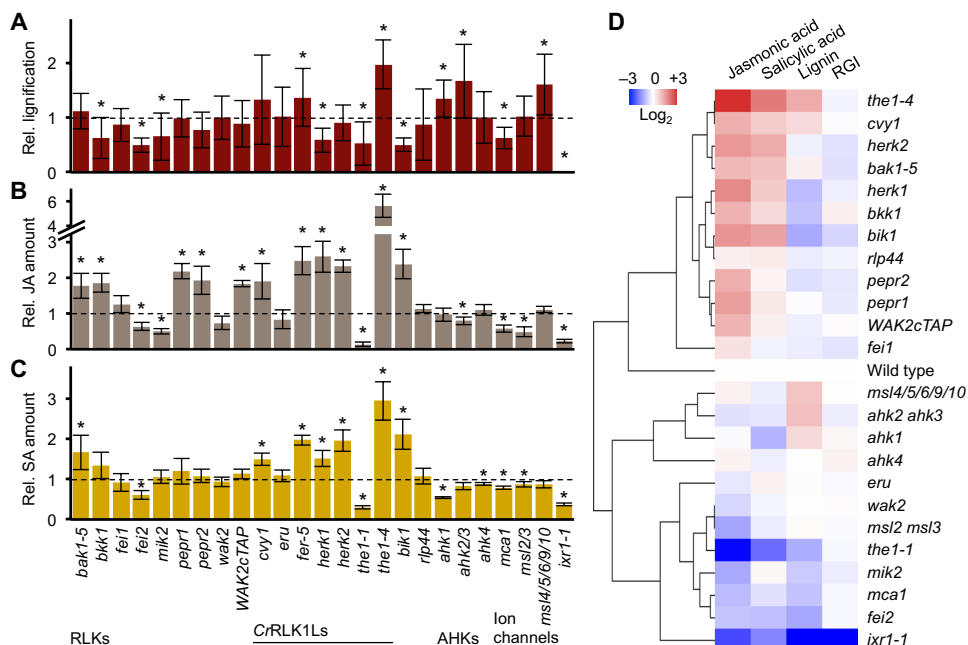 A
Rel. lignification
2
1
0
B
Rel. JA amount
6
4
2
1
0
C
Rel. SA amount
3
2
1
0
bak1-5
bkk1
fei1
fei2
mik2
pepr1
pepr2
wak2
WAK2cTAP
cvy1
eru
fer-5
herk1
herk2
the1-1
the1-4
bik1
rlp44
ahk1
ahk2/3
ahk4
mca1
msl2/3
msl4/5/6/9/10
ixr1-1
RLKs
CrRLK1Ls
AHKs
Ion
channels
D
−3 0 +3
Log2
Jasmonic acid
Salicylic acid
Lignin
RGI
the1-4
cvy1
herk2
bak1-5
herk1
bkk1
bik1
rlp44
pepr2
pepr1
WAK2cTAP
fei1
Wild type
msl4/5/6/9/10
ahk2 ahk3
ahk1
ahk4
eru
wak2
msl2 msl3
the1-1
mik2
mca1
fei2
ixr1-1